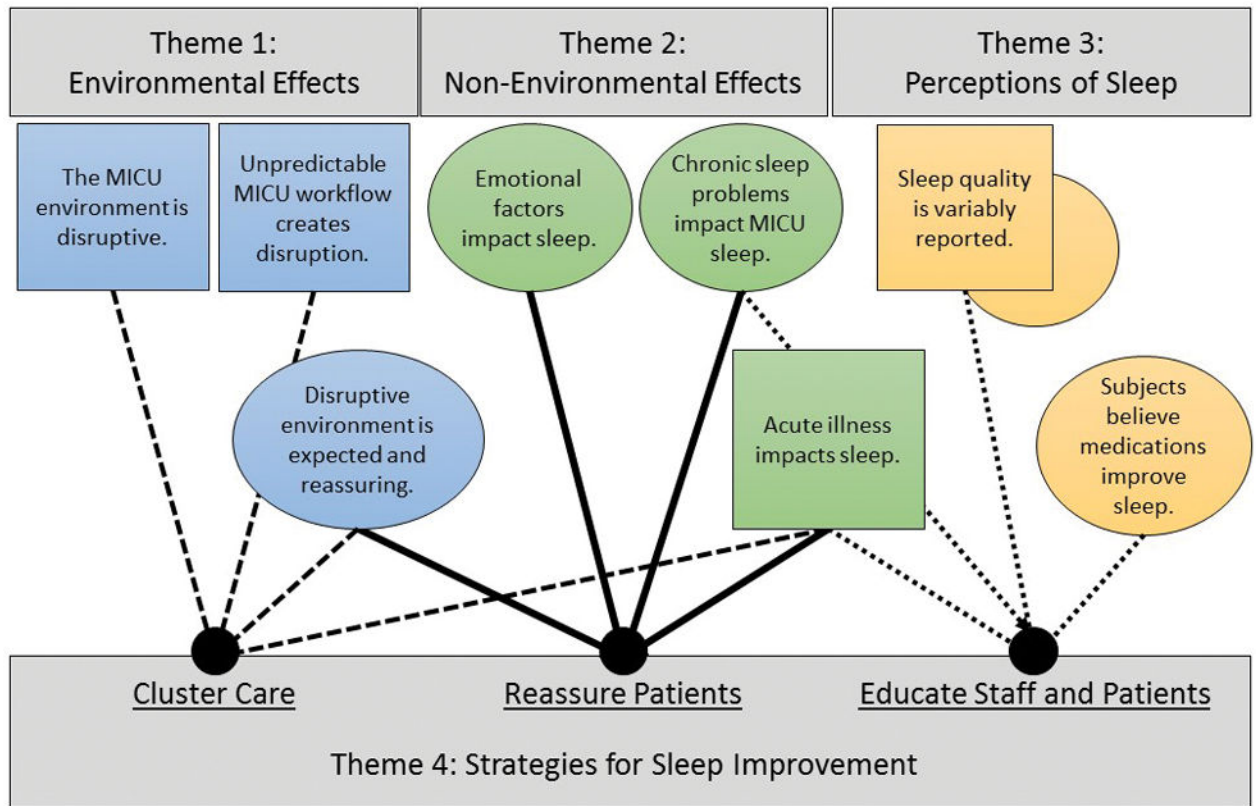 Theme 1:
Environmental Effects
Theme 2:
Non-Environmental Effects
Theme 3:
Perceptions of Sleep
The MICU
environment is
disruptive.
Unpredictable
MICU workflow
creates
disruption.
Emotional
factors
impact sleep.
Chronic sleep
problems
impact MICU
sleep.
Sleep quality
is variably
reported.
Disruptive
environment is
expected and
reassuring.
Acute illness
impacts sleep.
Subjects
believe
medications
improve
sleep.
Cluster Care
Reassure Patients
Educate Staff and Patients
Theme 4: Strategies for Sleep Improvement